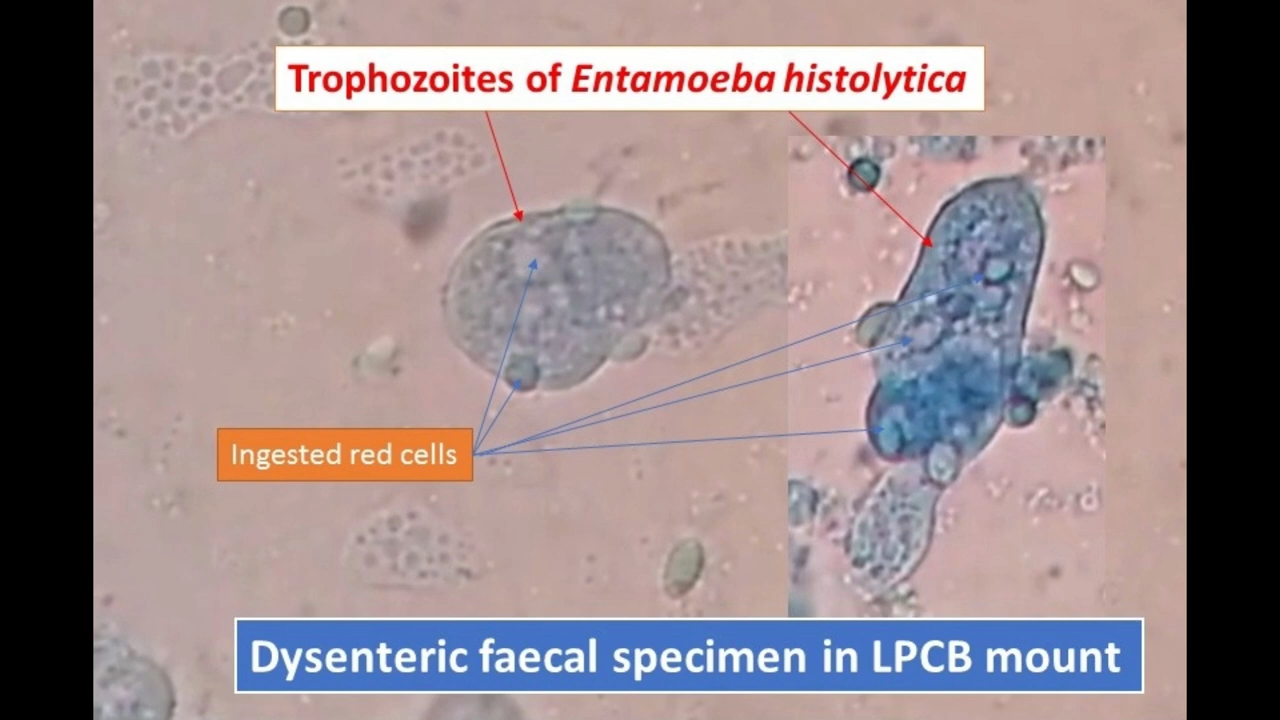 Trophozoites of Entamoeba histolytica
Ingested red cells
Dysenteric faecal specimen in LPCB mount